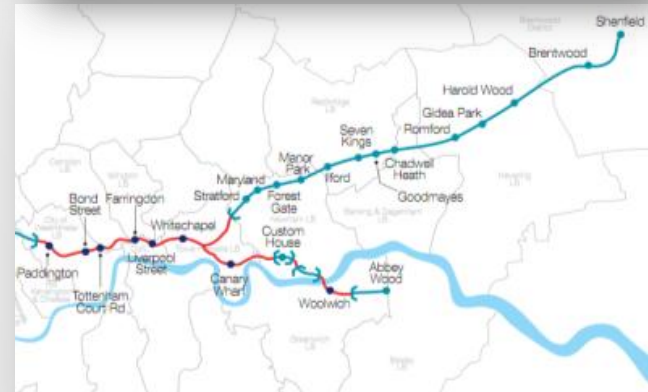 Shenfield
Brentwood
Harold Wood
Gidea Park
Romford
Seven
Kings
Chadwell
Heath
Goodmayes
Manor
Park
Ilford
Maryland
Forest
Gate
Stratford
Bond
Street
Farringdon
Whitechapel
Liverpool
Street
Paddington
Tottenham
Court Rd
Custom
House
Canary
Wharf
Woolwich
Abbey
Wood